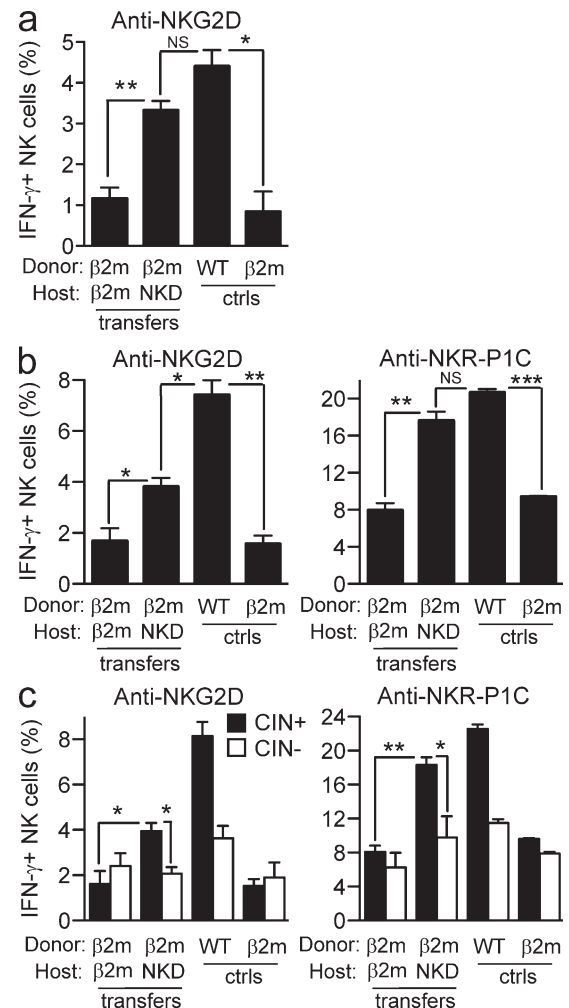 a
Anti-NKG2D
IFN-γ+ NK cells (%)
5
4
3
2
1
0
**
NS
*
Donor: β2m β2m WT β2m
Host: β2m NKD ctrls
transfers
b
Anti-NKG2D
IFN-γ+ NK cells (%)
8
6
4
2
0
*
*
**
Donor: β2m β2m WT β2m
Host: β2m NKD ctrls
transfers
Anti-NKR-P1C
20
16
12
8
4
0
**
NS
***
Donor: β2m β2m WT β2m
Host: β2m NKD ctrls
transfers
c
Anti-NKG2D
IFN-γ+ NK cells (%)
8
4
2
0
*
*
CIN+
CIN-
Donor: β2m β2m WT β2m
Host: β2m NKD ctrls
transfers
Anti-NKR-P1C
24
20
12
8
4
0
**
*
Donor: β2m β2m WT β2m
Host: β2m NKD ctrls
transfers